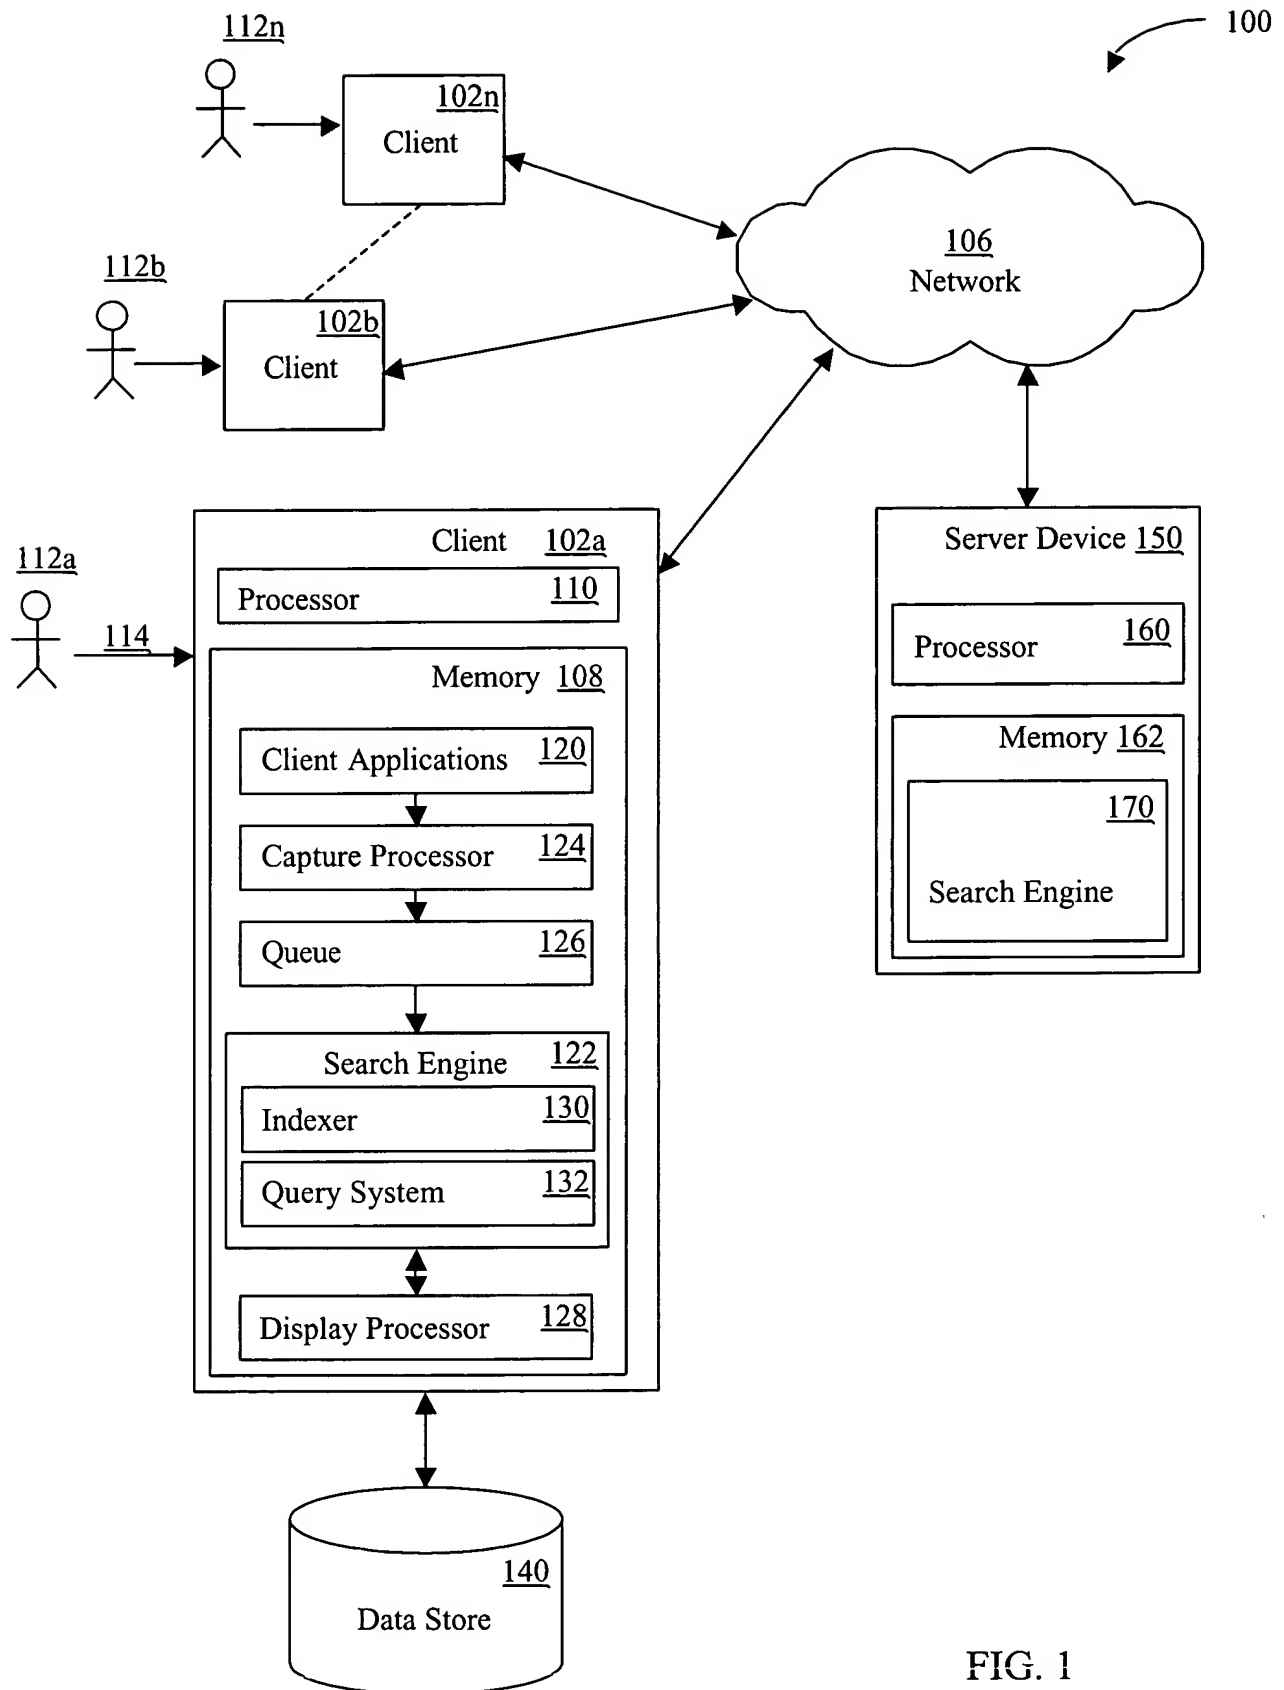 100
112n
102n
Client
106
Network
112b
102b
Client
Client 102a
Processor 110
112a
114
Memory 108
Client Applications 120
Capture Processor 124
Queue 126
Search Engine 122
Indexer 130
Query System 132
Display Processor 128
Server Device 150
Processor 160
Memory 162
170
Search Engine
140
Data Store
FIG. 1